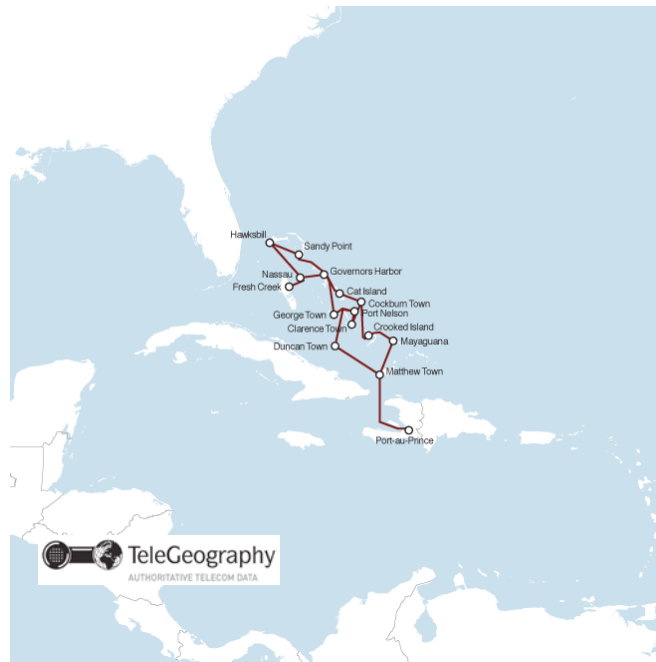 Hawksbill
Sandy Point
Governors Harbor
Nassau
Fresh Creek
Cat Island
Cockburn Town
George Town
Port Nelson
Clarence Town
Crooked Island
Mayaguana
Duncan Town
Matthew Town
Port-au-Prince
TeleGeography
AUTHORITATIVE TELECOM DATA